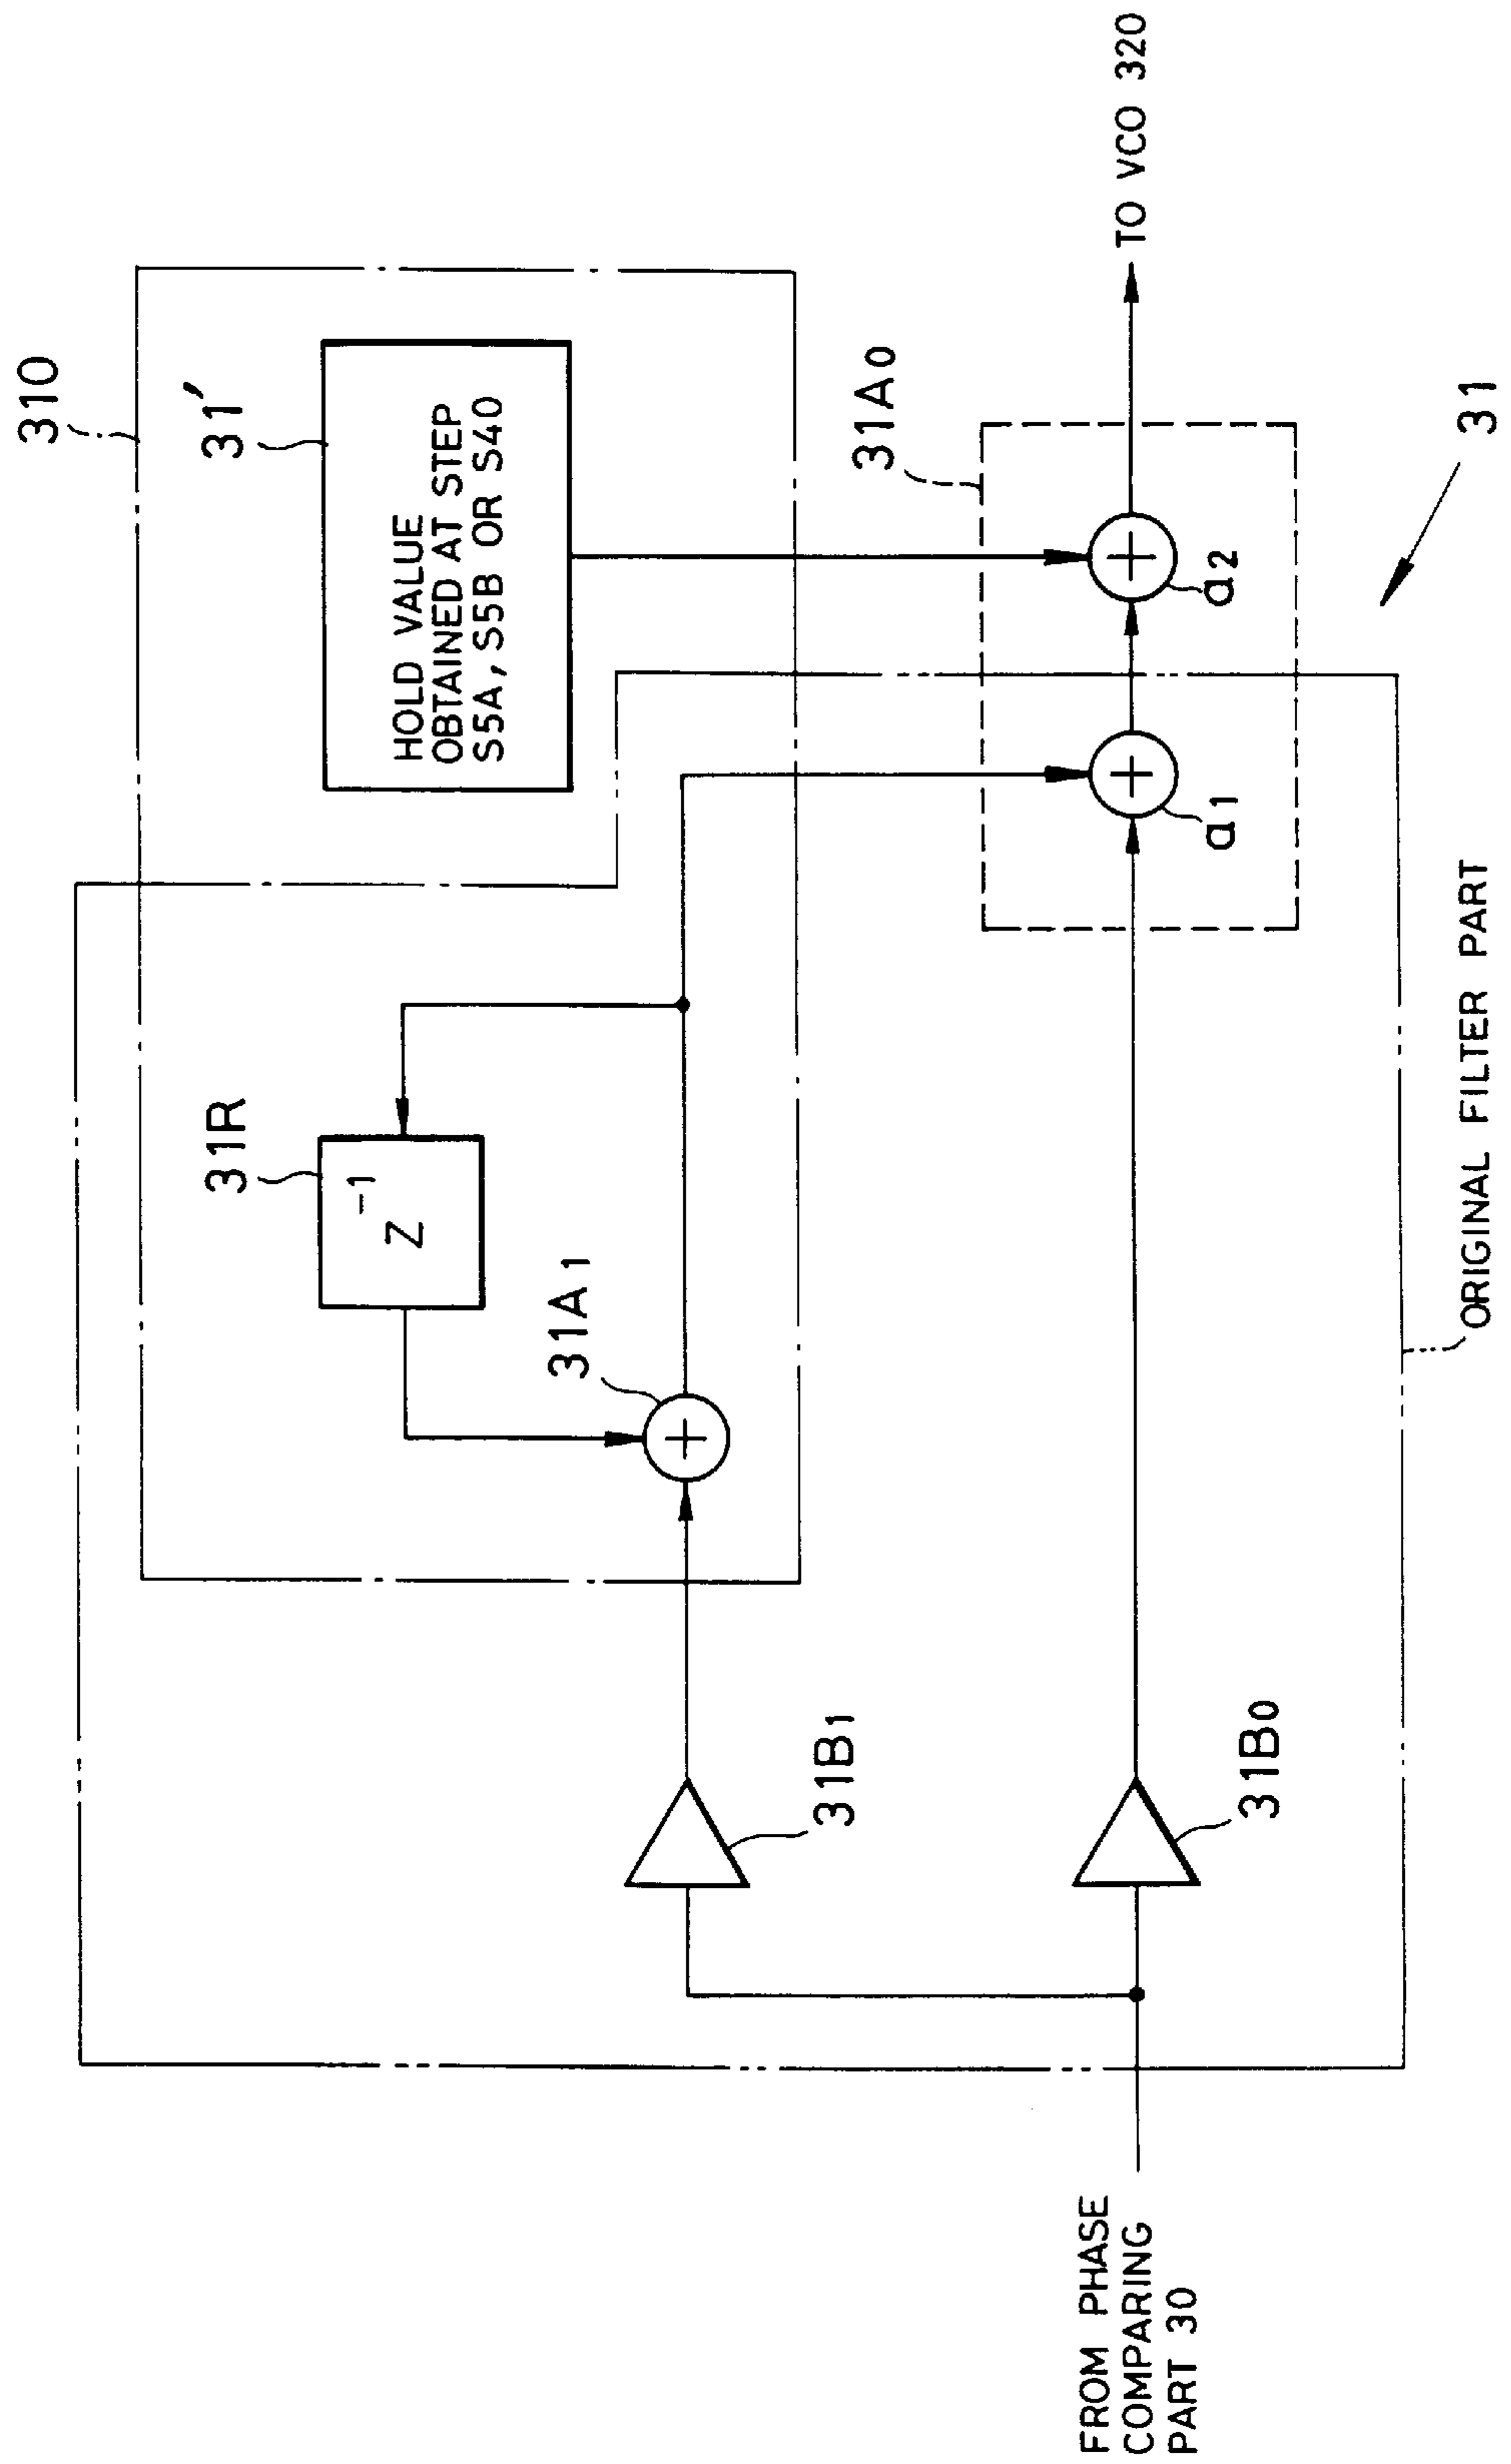 310
31′
HOLD VALUE
OBTAINED AT STEP
S5A, S5B OR S40
31R
Z⁻¹
31A1
31A0
TO VCO 320
a1
a2
31
31B1
31B0
FROM PHASE
COMPARING
PART 30
ORIGINAL FILTER PART